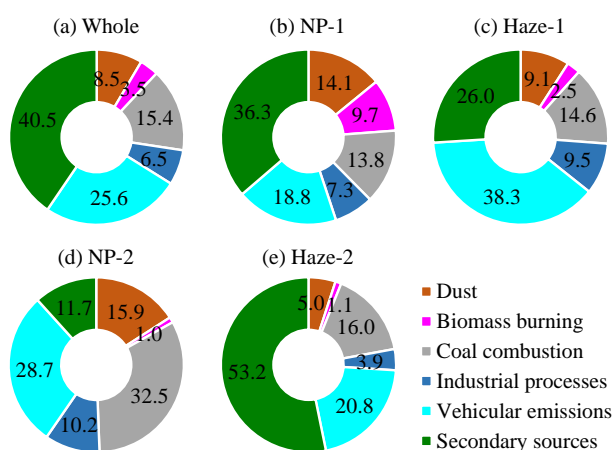 (a) Whole
8.5
3.5
15.4
6.5
25.6
40.5
(b) NP-1
14.1
9.7
13.8
7.3
18.8
36.3
(c) Haze-1
9.1
2.5
14.6
9.5
38.3
26.0
(d) NP-2
15.9
1.0
32.5
10.2
28.7
11.7
(e) Haze-2
5.0
1.1
16.0
3.9
20.8
53.2
Dust
Biomass burning
Coal combustion
Industrial processes
Vehicular emissions
Secondary sources